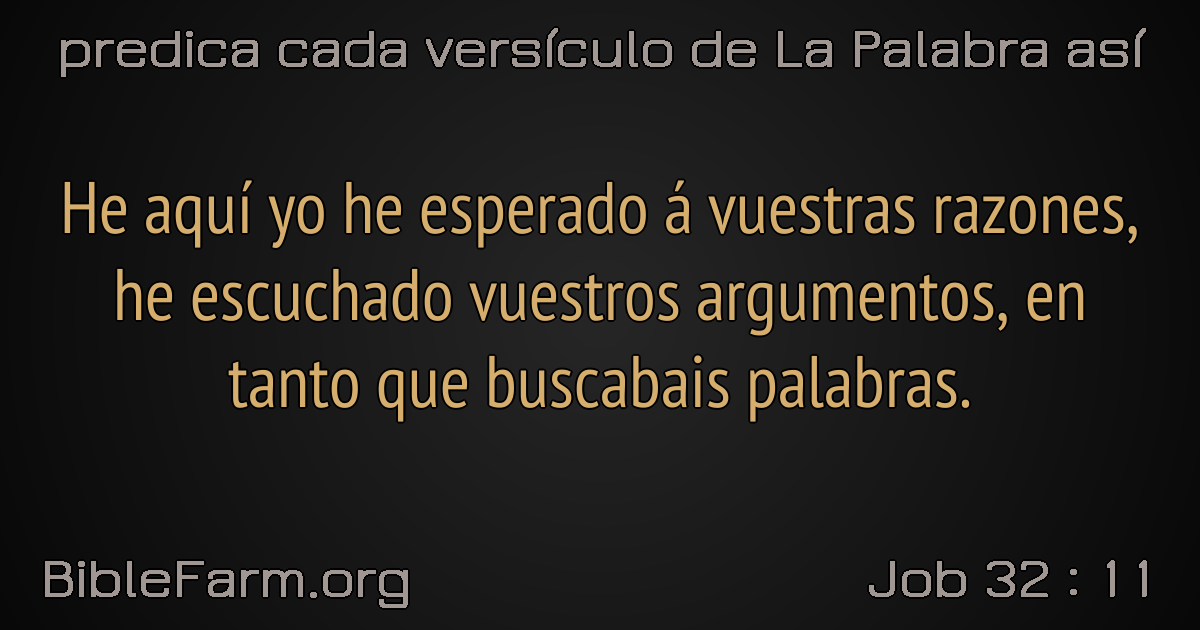 predica cada versículo de La Palabra así
He aquí yo he esperado á vuestras razones,
he escuchado vuestros argumentos, en
tanto que buscabais palabras.
BibleFarm.org
Job 32 : 11